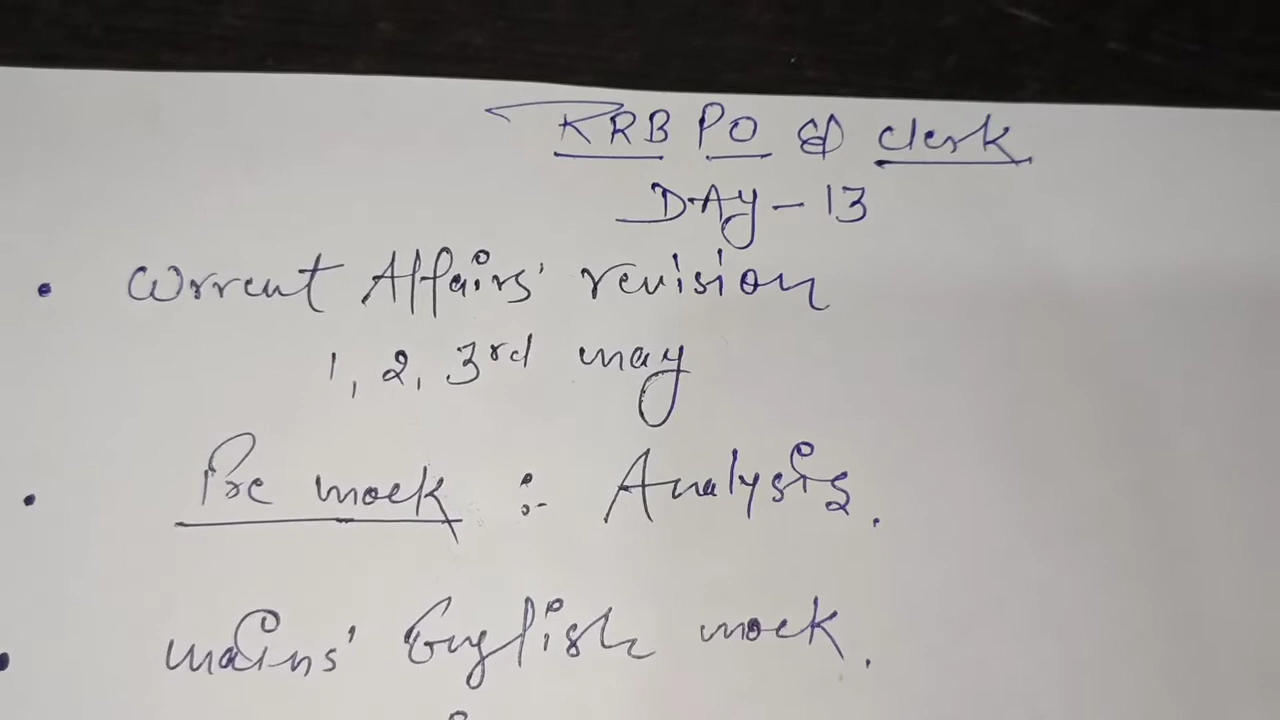 RRB PO & Clerk
DAY - 13
• Current Affairs' revision
1, 2, 3rd may
• Pre mock :- Analysis.
• mains' English mock.